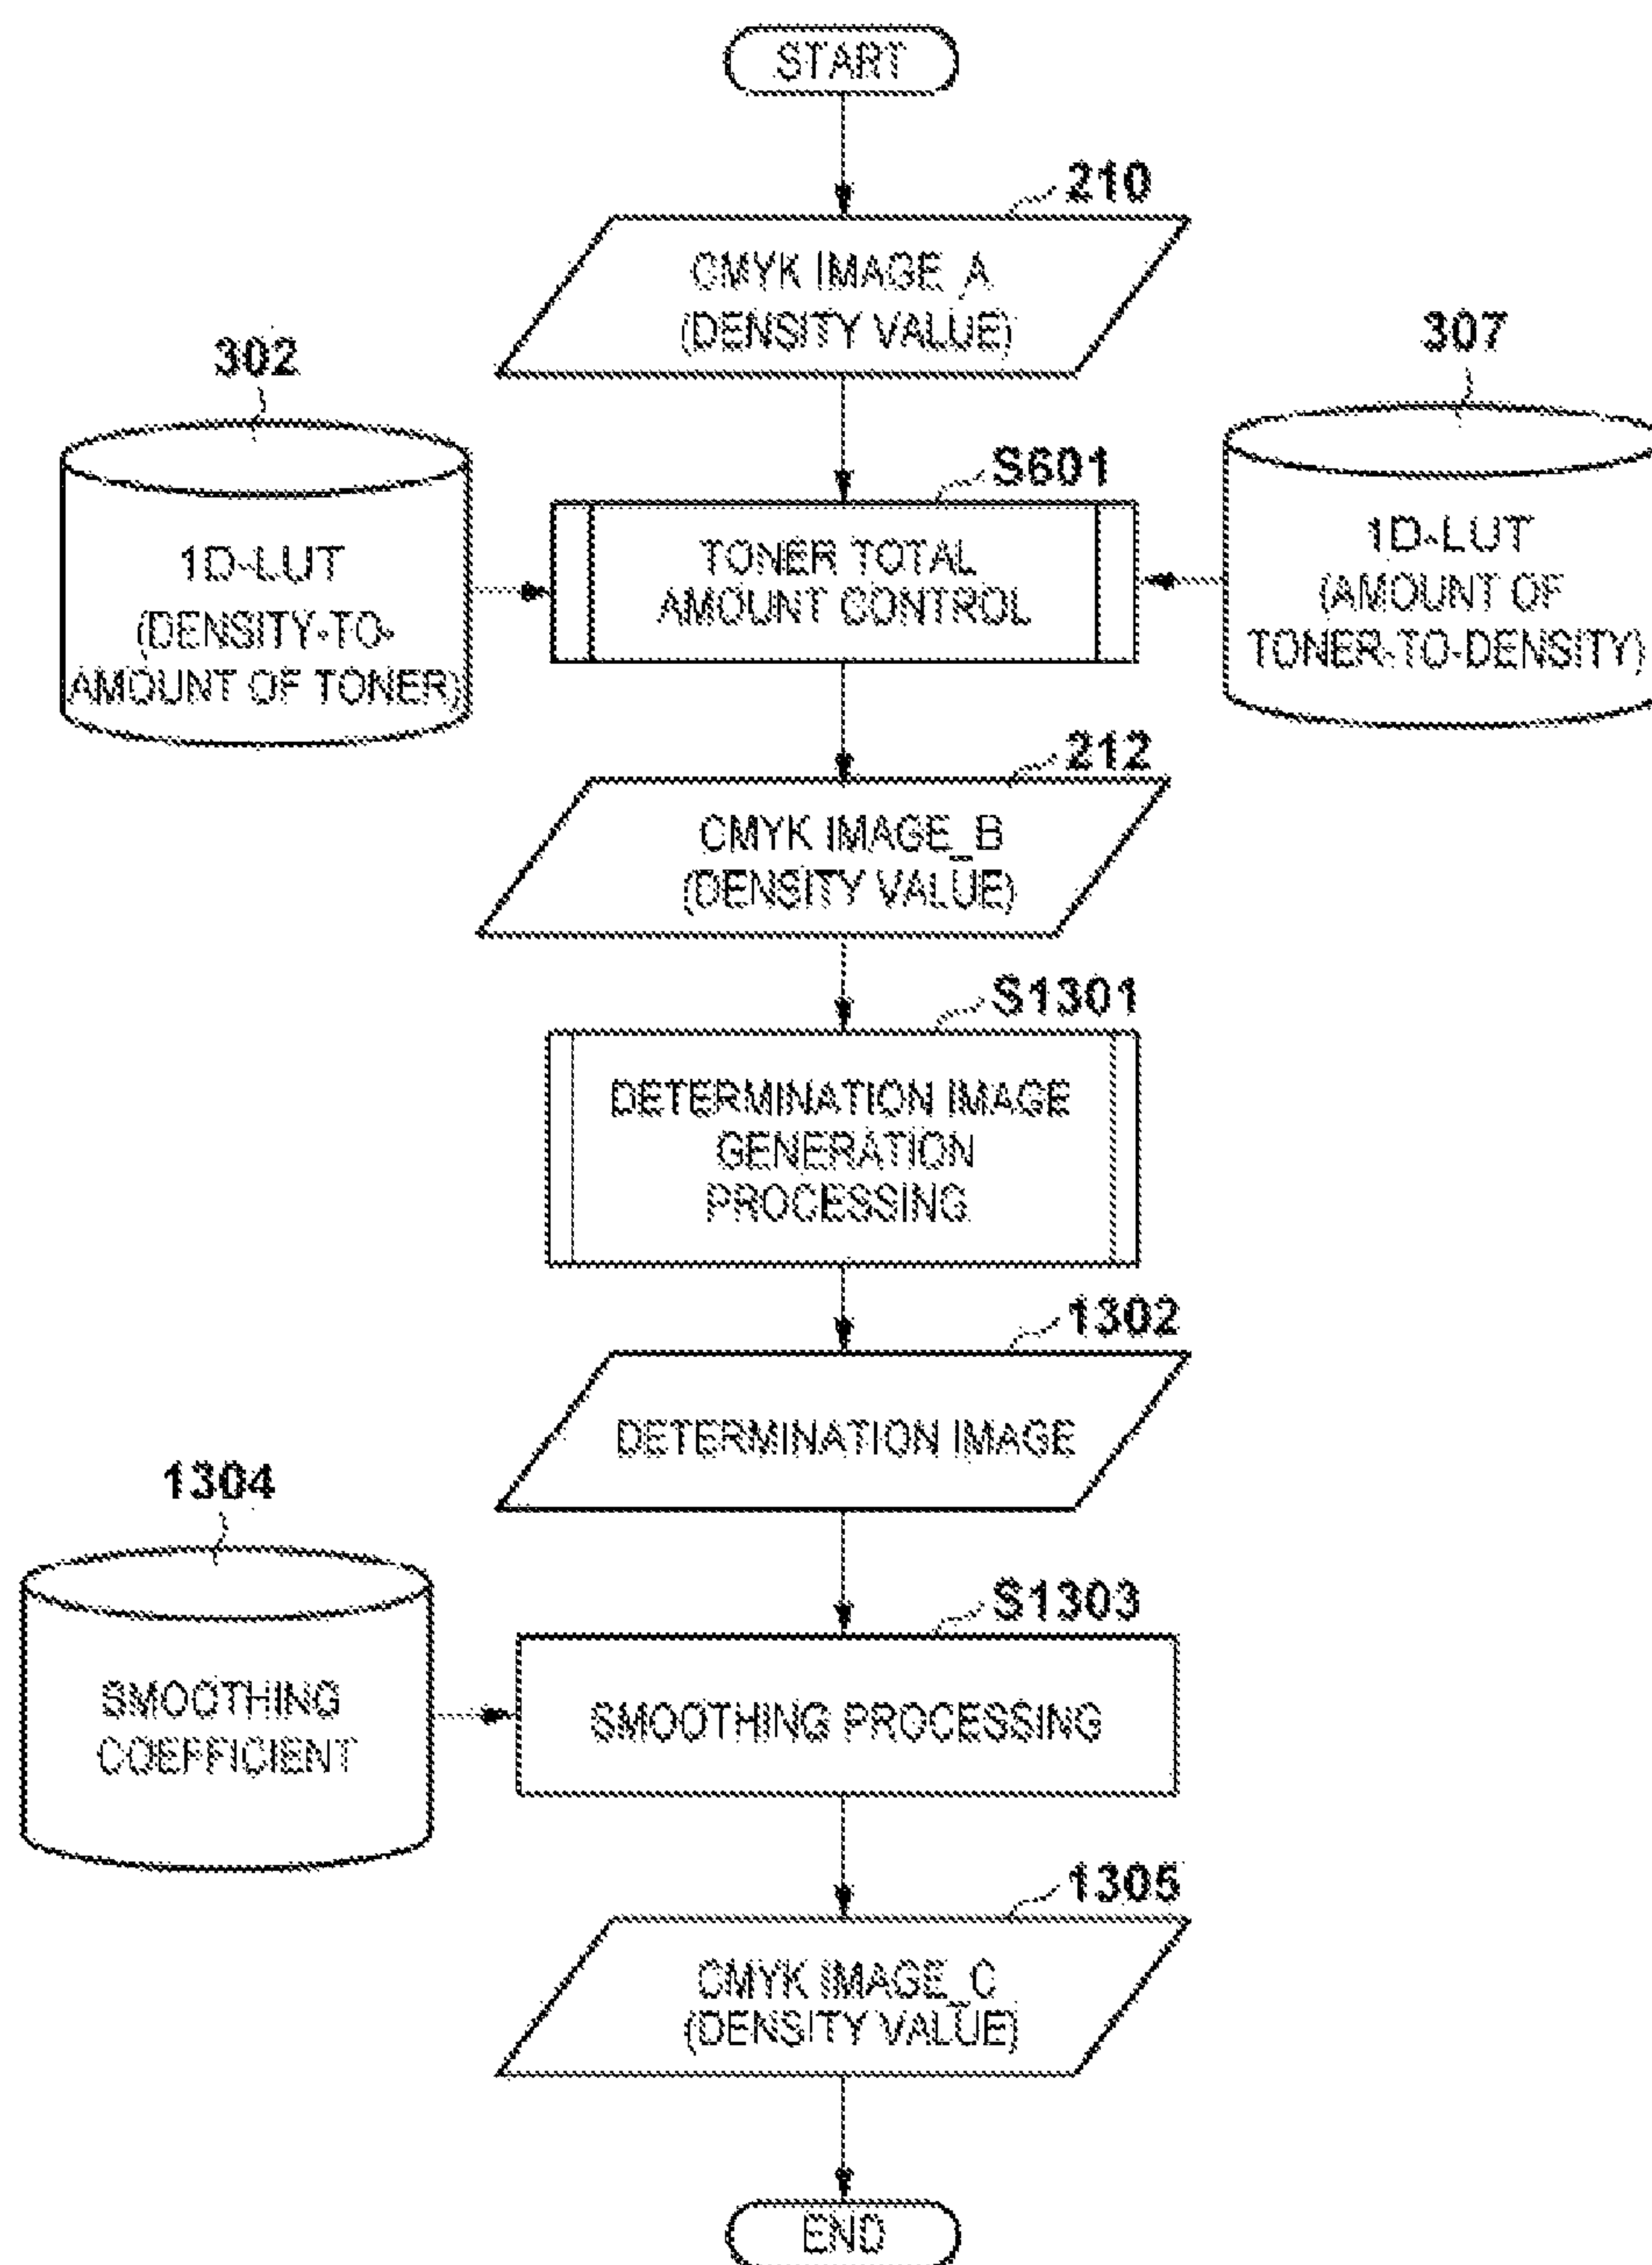 START
210
CMYK IMAGE_A
(DENSITY VALUE)
302
307
1D-LUT
(DENSITY-TO-
AMOUNT OF TONER)
S601
TONER TOTAL
AMOUNT CONTROL
1D-LUT
(AMOUNT OF
TONER-TO-DENSITY)
212
CMYK IMAGE_B
(DENSITY VALUE)
S1301
DETERMINATION IMAGE
GENERATION
PROCESSING
1302
DETERMINATION IMAGE
1304
SMOOTHING
COEFFICIENT
S1303
SMOOTHING PROCESSING
1305
CMYK IMAGE_C
(DENSITY VALUE)
END